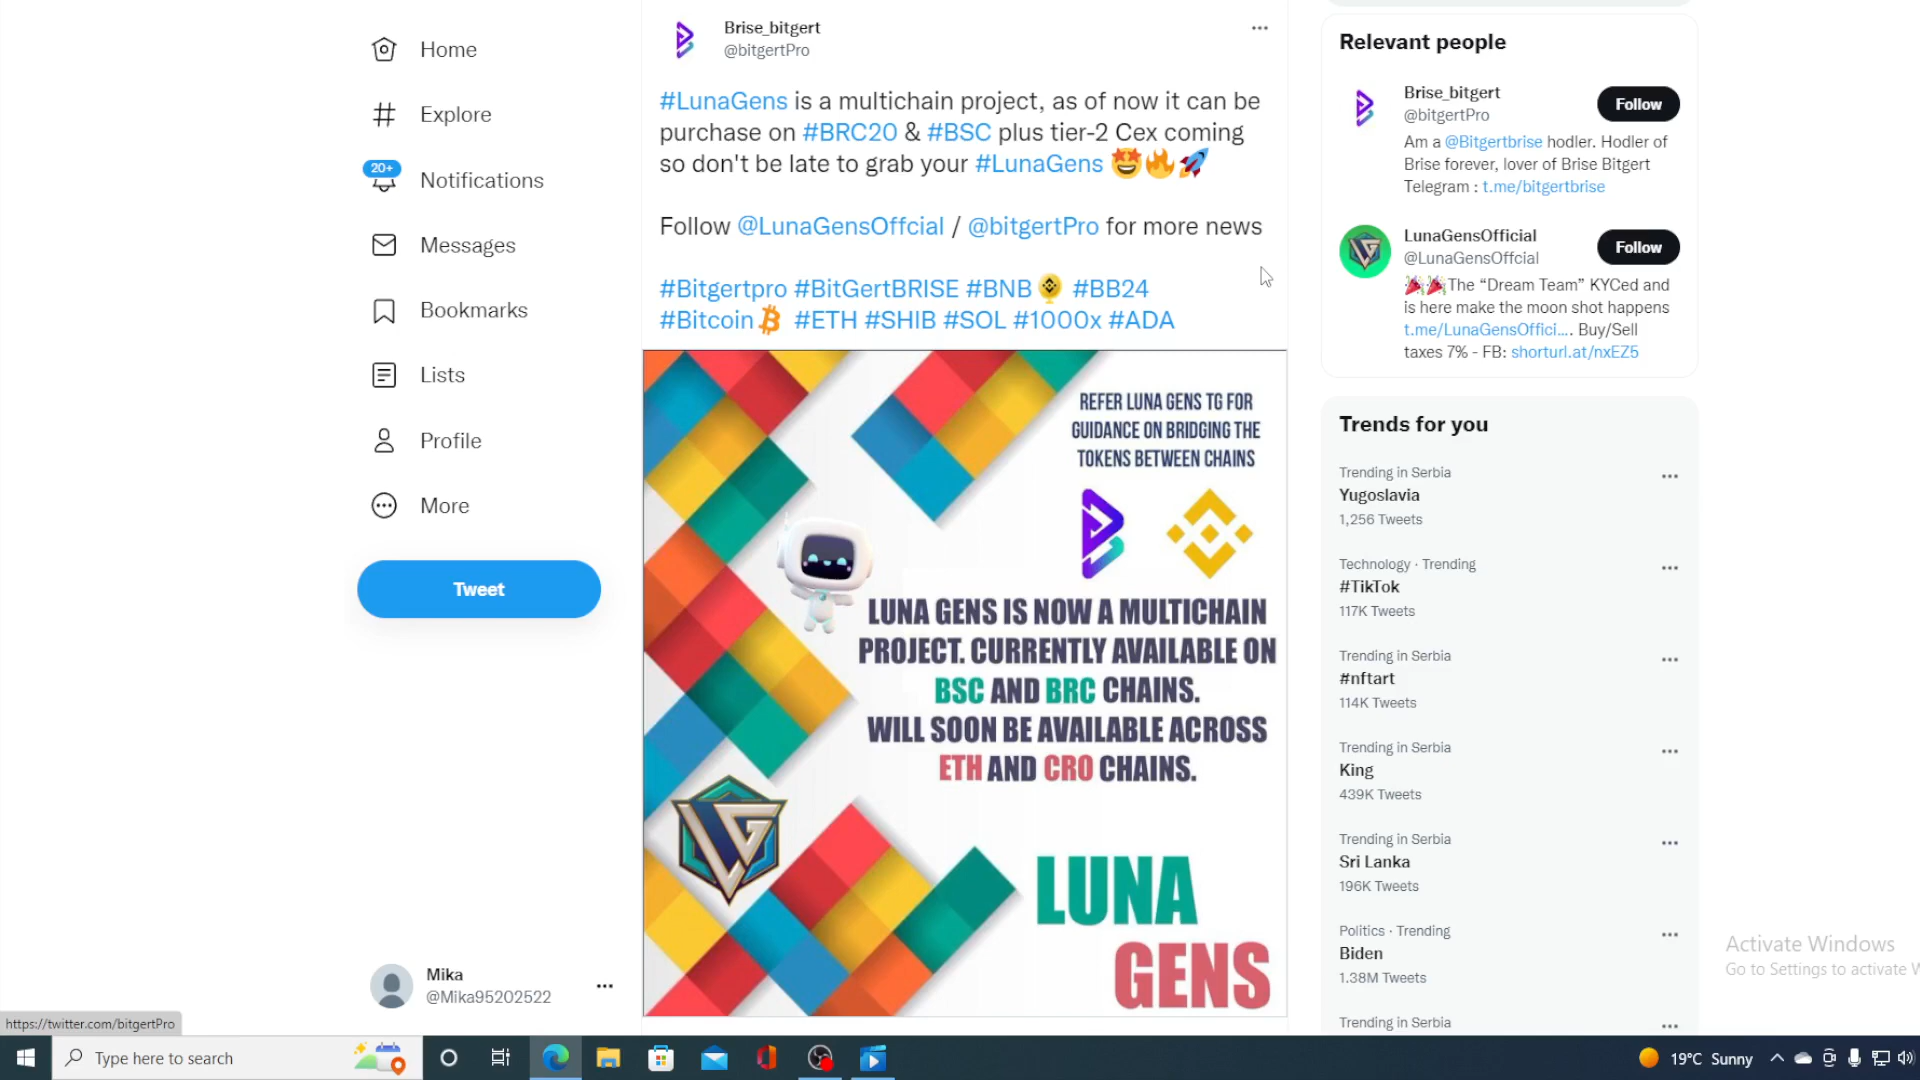 Home
Explore
20+
Notifications
Messages
Bookmarks
Lists
Profile
More
Tweet
Mika
@Mika95202522
Brise_bitgert
@bitgertPro
#LunaGens is a multichain project, as of now it can be
purchase on #BRC20 & #BSC plus tier-2 Cex coming
so don't be late to grab your #LunaGens 🤩🔥🚀
Follow @LunaGensOffcial / @bitgertPro for more news
#Bitgertpro #BitGertBRISE #BNB #BB24
#Bitcoin #ETH #SHIB #SOL #1000x #ADA
REFER LUNA GENS TG FOR
GUIDANCE ON BRIDGING THE
TOKENS BETWEEN CHAINS
LUNA GENS IS NOW A MULTICHAIN
PROJECT. CURRENTLY AVAILABLE ON
BSC AND BRC CHAINS.
WILL SOON BE AVAILABLE ACROSS
ETH AND CRO CHAINS.
LUNA
GENS
Relevant people
Brise_bitgert
@bitgertPro
Follow
Am a @Bitgertbrise hodler. Hodler of
Brise forever, lover of Brise Bitgert
Telegram : t.me/bitgertbrise
LunaGensOfficial
@LunaGensOffcial
Follow
🎉🎉The “Dream Team” KYCed and
is here make the moon shot happens
t.me/LunaGensOffici…. Buy/Sell
taxes 7% - FB: shorturl.at/nxEZ5
Trends for you
Trending in Serbia
Yugoslavia
1,256 Tweets
Technology · Trending
#TikTok
117K Tweets
Trending in Serbia
#nftart
114K Tweets
Trending in Serbia
King
439K Tweets
Trending in Serbia
Sri Lanka
196K Tweets
Politics · Trending
Biden
1.38M Tweets
Trending in Serbia
Activate Windows
Go to Settings to activate W
https://twitter.com/bitgertPro
Type here to search
19°C Sunny